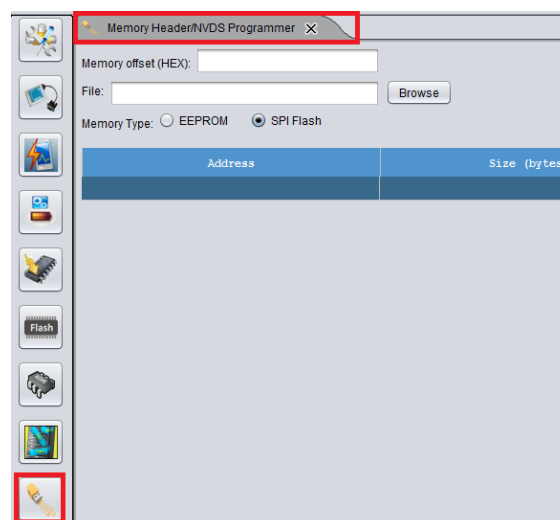 Memory Header/NVDS Programmer X
Memory offset (HEX):
File:
Browse
Memory Type: EEPROM SPI Flash
Address Size (bytes
Flash